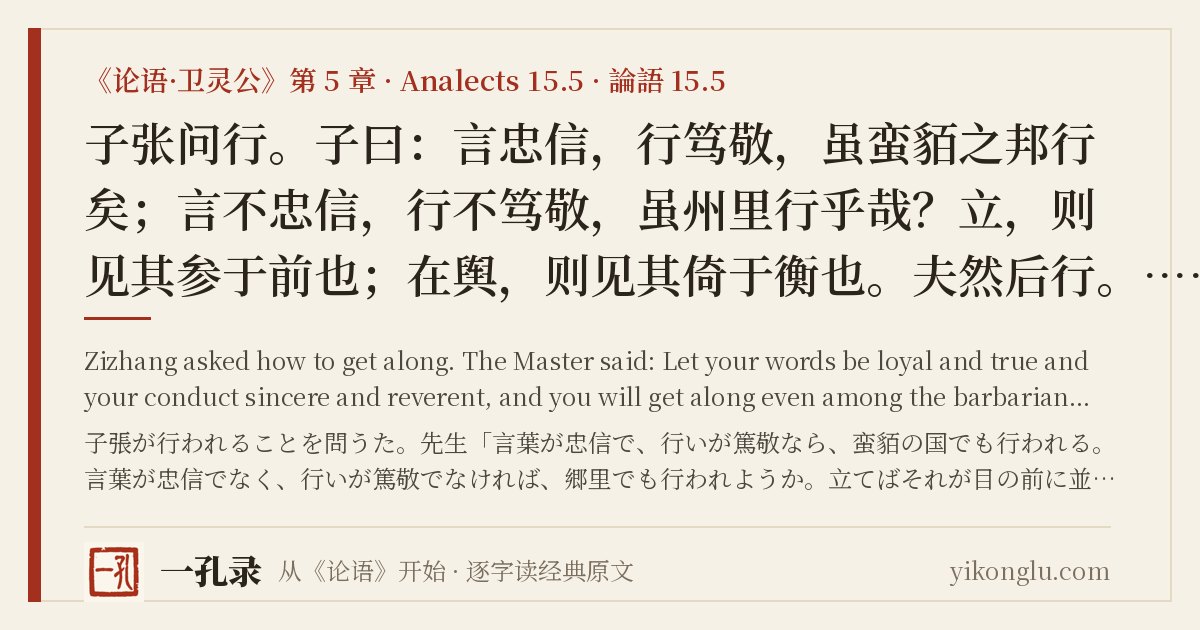 《论语·卫灵公》第 5 章 · Analects 15.5 · 論語 15.5
子张问行。子曰：言忠信，行笃敬，虽蛮貊之邦行
矣；言不忠信，行不笃敬，虽州里行乎哉？立，则
见其参于前也；在舆，则见其倚于衡也。夫然后行。……
Zizhang asked how to get along. The Master said: Let your words be loyal and true and
your conduct sincere and reverent, and you will get along even among the barbarian...
子張が行われることを問うた。先生「言葉が忠信で、行いが篤敬なら、蛮貊の国でも行われる。
言葉が忠信でなく、行いが篤敬でなければ、郷里でも行われようか。立てばそれが目の前に並…
一孔
一孔录 从《论语》开始 · 逐字读经典原文 yikonglu.com